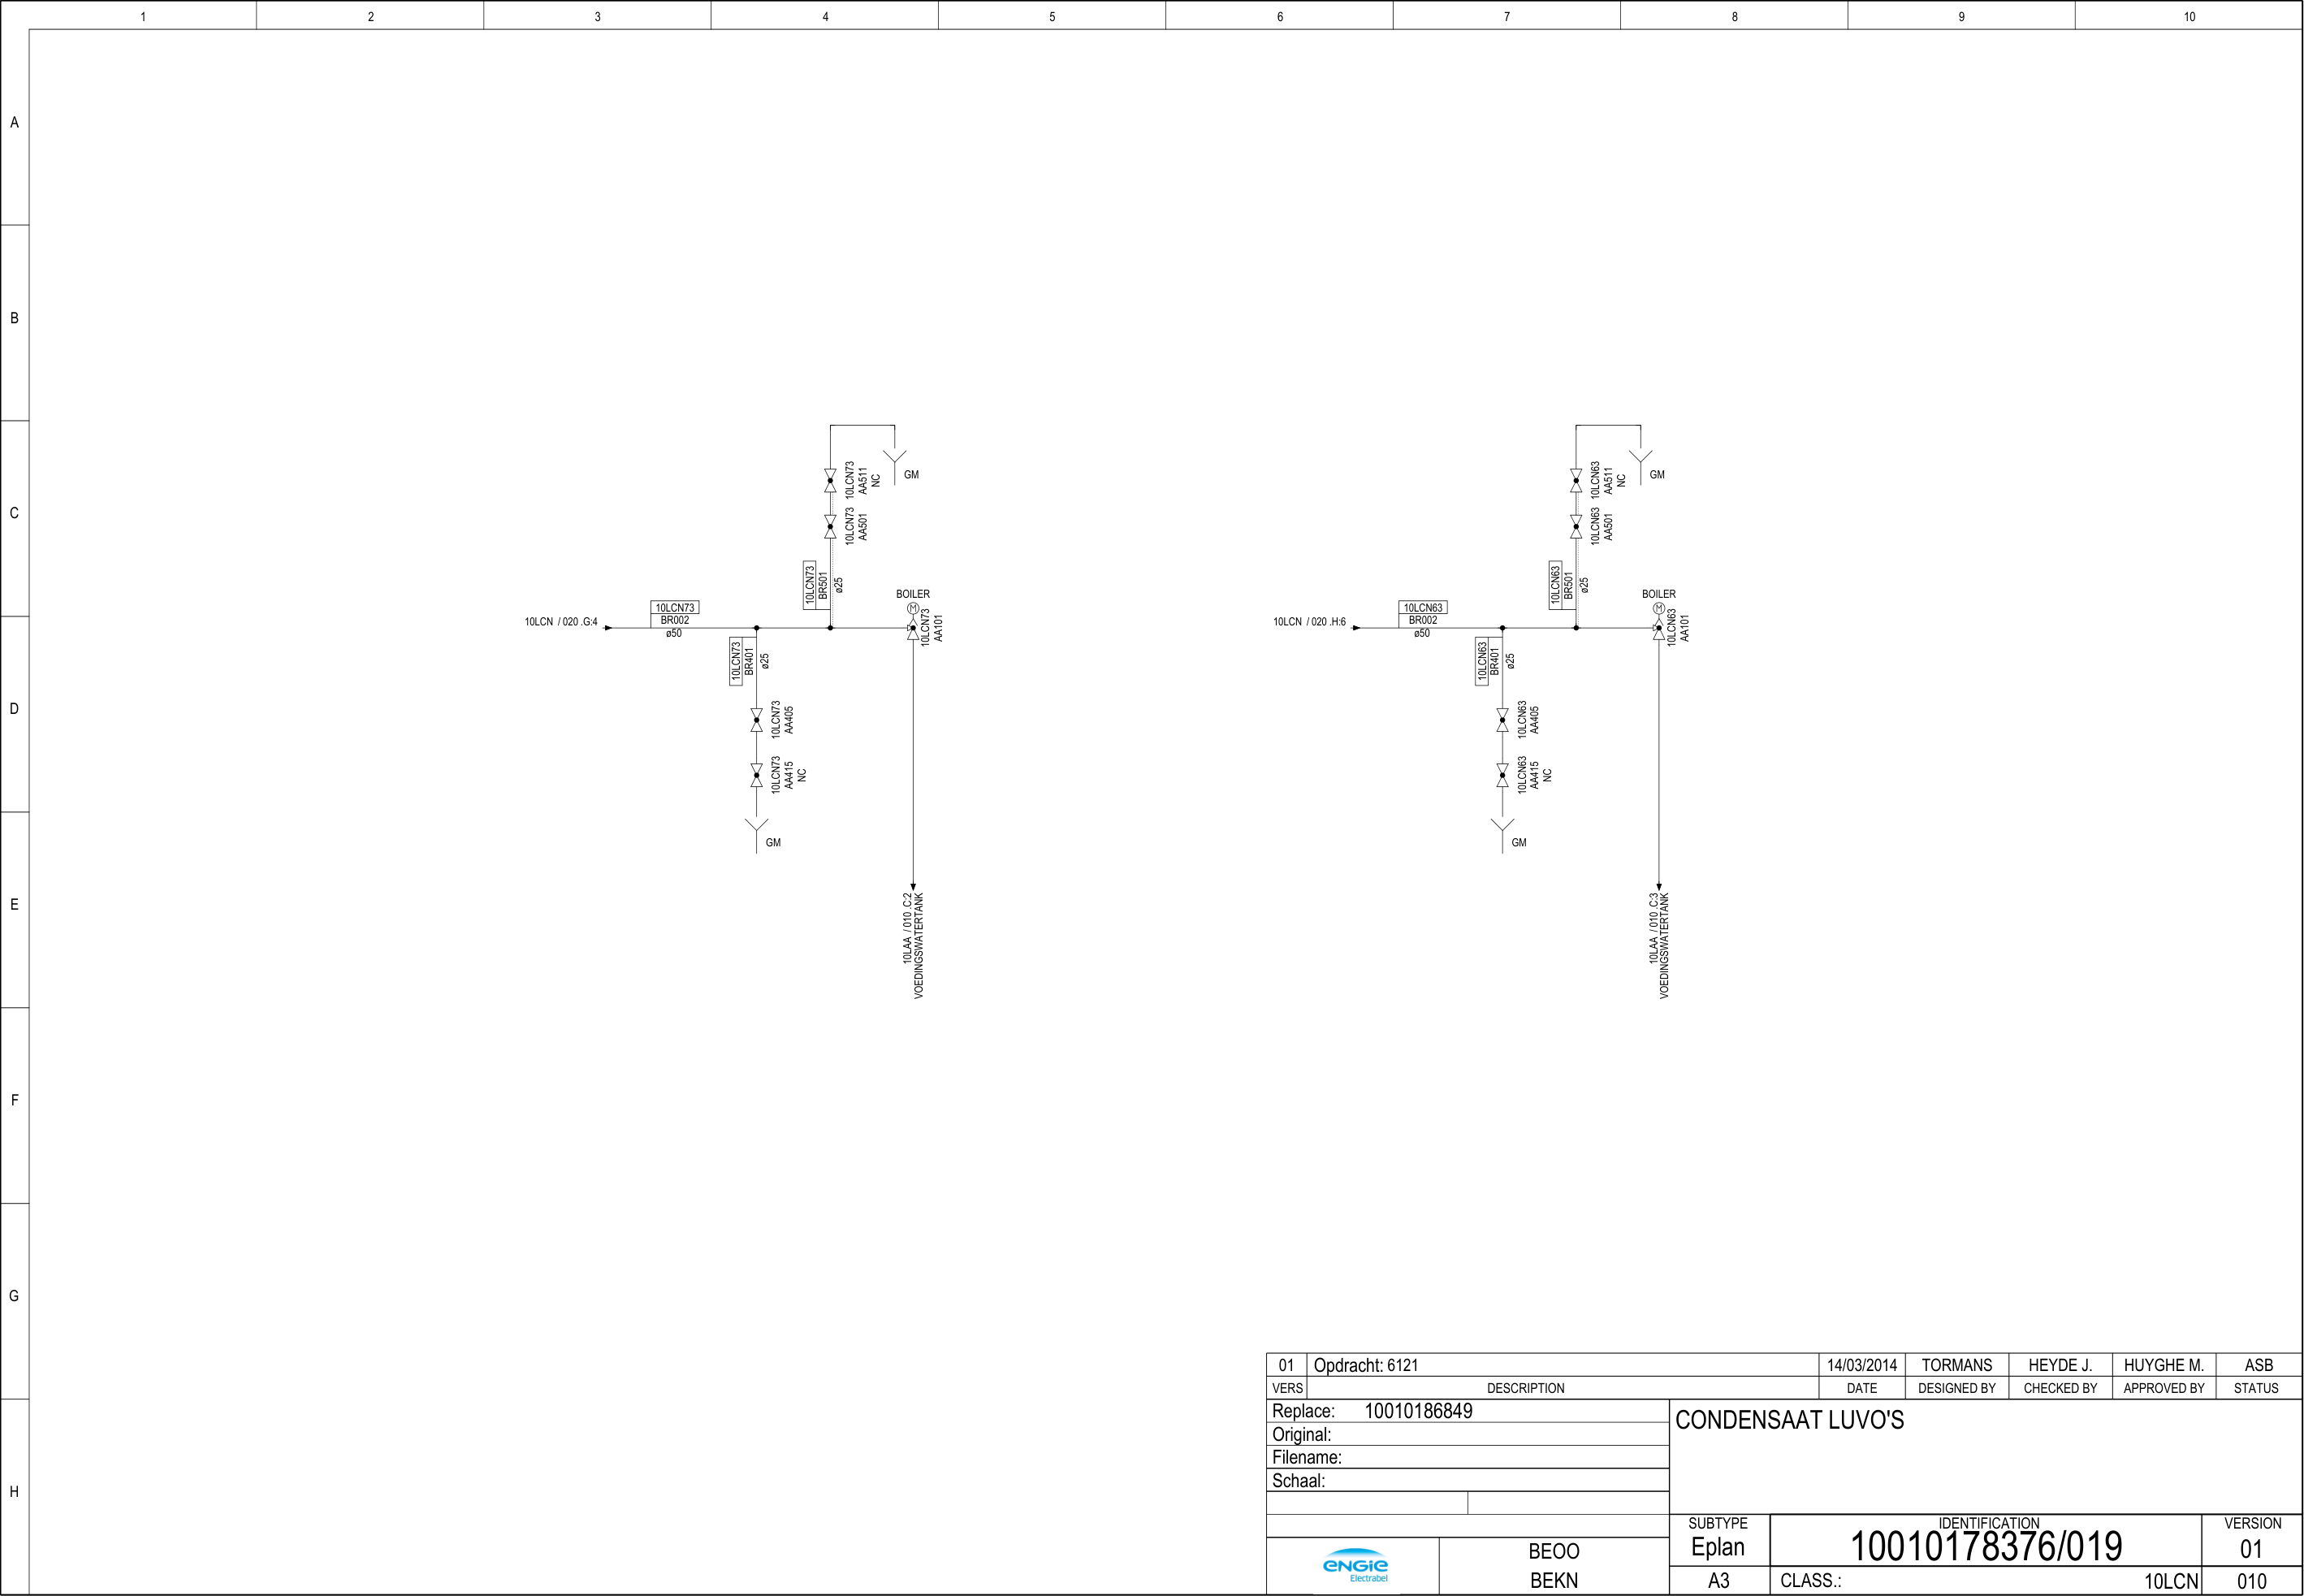 1 2 3 4 5 6 7 8 9 10
A
B
C
D
E
F
G
H
10LCN73
AA511
NC
GM
10LCN73
AA501
10LCN73
BR501
ø25
BOILER
M
10LCN73
AA101
10LCN / 020 .G:4
10LCN73
BR002
ø50
10LCN73
BR401
ø25
10LCN73
AA405
10LCN73
AA415
NC
GM
10LAA / 010 .C:2
VOEDINGSWATERTANK
10LCN63
AA511
NC
GM
10LCN63
AA501
10LCN63
BR501
ø25
BOILER
M
10LCN63
AA101
10LCN / 020 .H:6
10LCN63
BR002
ø50
10LCN63
BR401
ø25
10LCN63
AA405
10LCN63
AA415
NC
GM
10LAA / 010 .C:3
VOEDINGSWATERTANK
01 Opdracht: 6121 14/03/2014 TORMANS HEYDE J. HUYGHE M. ASB
VERS DESCRIPTION DATE DESIGNED BY CHECKED BY APPROVED BY STATUS
Replace: 10010186849
Original:
Filename:
Schaal:
CONDENSAAT LUVO'S
SUBTYPE IDENTIFICATION VERSION
Eplan 10010178376/019 01
A3 CLASS.: 10LCN 010
ENGIE
Electrabel
BEOO
BEKN